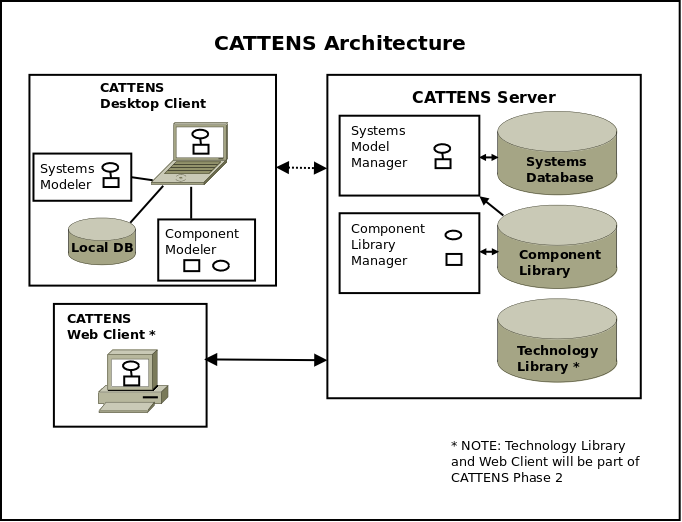 CATTENS Architecture
CATTENS
Desktop Client
Systems
Modeler
Local DB
Component
Modeler
CATTENS
Web Client *
CATTENS Server
Systems
Model
Manager
Systems
Database
Component
Library
Manager
Component
Library
Technology
Library *
* NOTE: Technology Library
and Web Client will be part of
CATTENS Phase 2